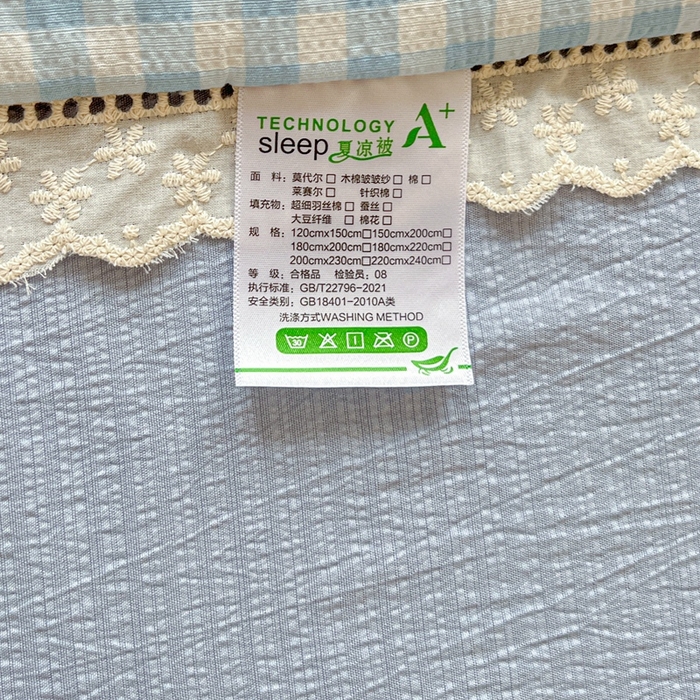 TECHNOLOGY A+
sleep 夏凉被
面 料：莫代尔□ 木棉皱皱纱□ 棉□
莱赛尔□ 针织棉□
填充物：超细羽丝棉□ 蚕丝□
大豆纤维□ 棉花□
规 格：120cmx150cm□150cmx200cm□
180cmx200cm□180cmx220cm□
200cmx230cm□220cmx240cm□
等 级：合格品 检验员：08
执行标准：GB/T22796-2021
安全类别：GB18401-2010A类
洗涤方式WASHING METHOD
30 P